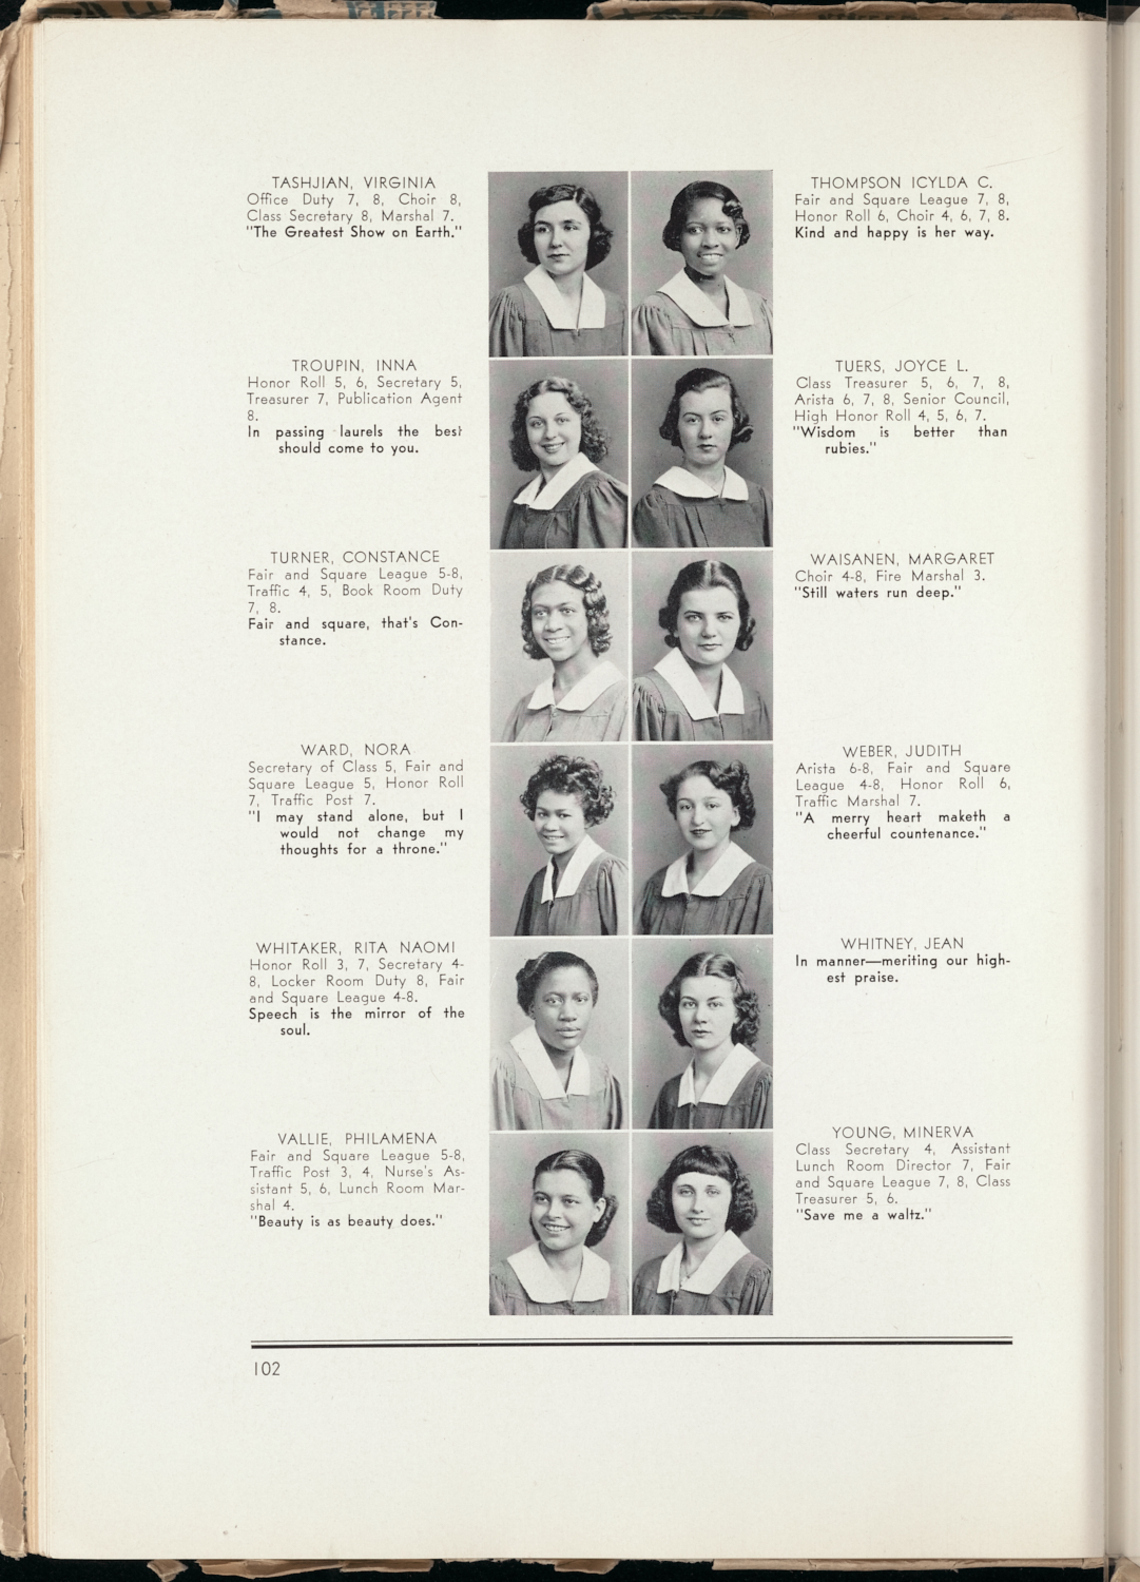 TASHJIAN, VIRGINIA
Office Duty 7, 8, Choir 8,
Class Secretary 8, Marshal 7.
"The Greatest Show on Earth."
THOMPSON ICYLDA C.
Fair and Square League 7, 8,
Honor Roll 6, Choir 4, 6, 7, 8.
Kind and happy is her way.
TROUPIN, INNA
Honor Roll 5, 6, Secretary 5,
Treasurer 7, Publication Agent
8.
In passing laurels the best
should come to you.
TUERS, JOYCE L.
Class Treasurer 5, 6, 7, 8,
Arista 6, 7, 8, Senior Council,
High Honor Roll 4, 5, 6, 7.
"Wisdom is better than
rubies."
TURNER, CONSTANCE
Fair and Square League 5-8,
Traffic 4, 5, Book Room Duty
7, 8.
Fair and square, that's Con-
stance.
WAISANEN, MARGARET
Choir 4-8, Fire Marshal 3.
"Still waters run deep."
WARD, NORA
Secretary of Class 5, Fair and
Square League 5, Honor Roll
7, Traffic Post 7.
"I may stand alone, but I
would not change my
thoughts for a throne."
WEBER, JUDITH
Arista 6-8, Fair and Square
League 4-8, Honor Roll 6,
Traffic Marshal 7.
"A merry heart maketh a
cheerful countenance."
WHITAKER, RITA NAOMI
Honor Roll 3, 7, Secretary 4-
8, Locker Room Duty 8, Fair
and Square League 4-8.
Speech is the mirror of the
soul.
WHITNEY, JEAN
In manner—meriting our high-
est praise.
VALLIE, PHILAMENA
Fair and Square League 5-8,
Traffic Post 3, 4, Nurse's As-
sistant 5, 6, Lunch Room Mar-
shal 4.
"Beauty is as beauty does."
YOUNG, MINERVA
Class Secretary 4, Assistant
Lunch Room Director 7, Fair
and Square League 7, 8, Class
Treasurer 5, 6.
"Save me a waltz."
102